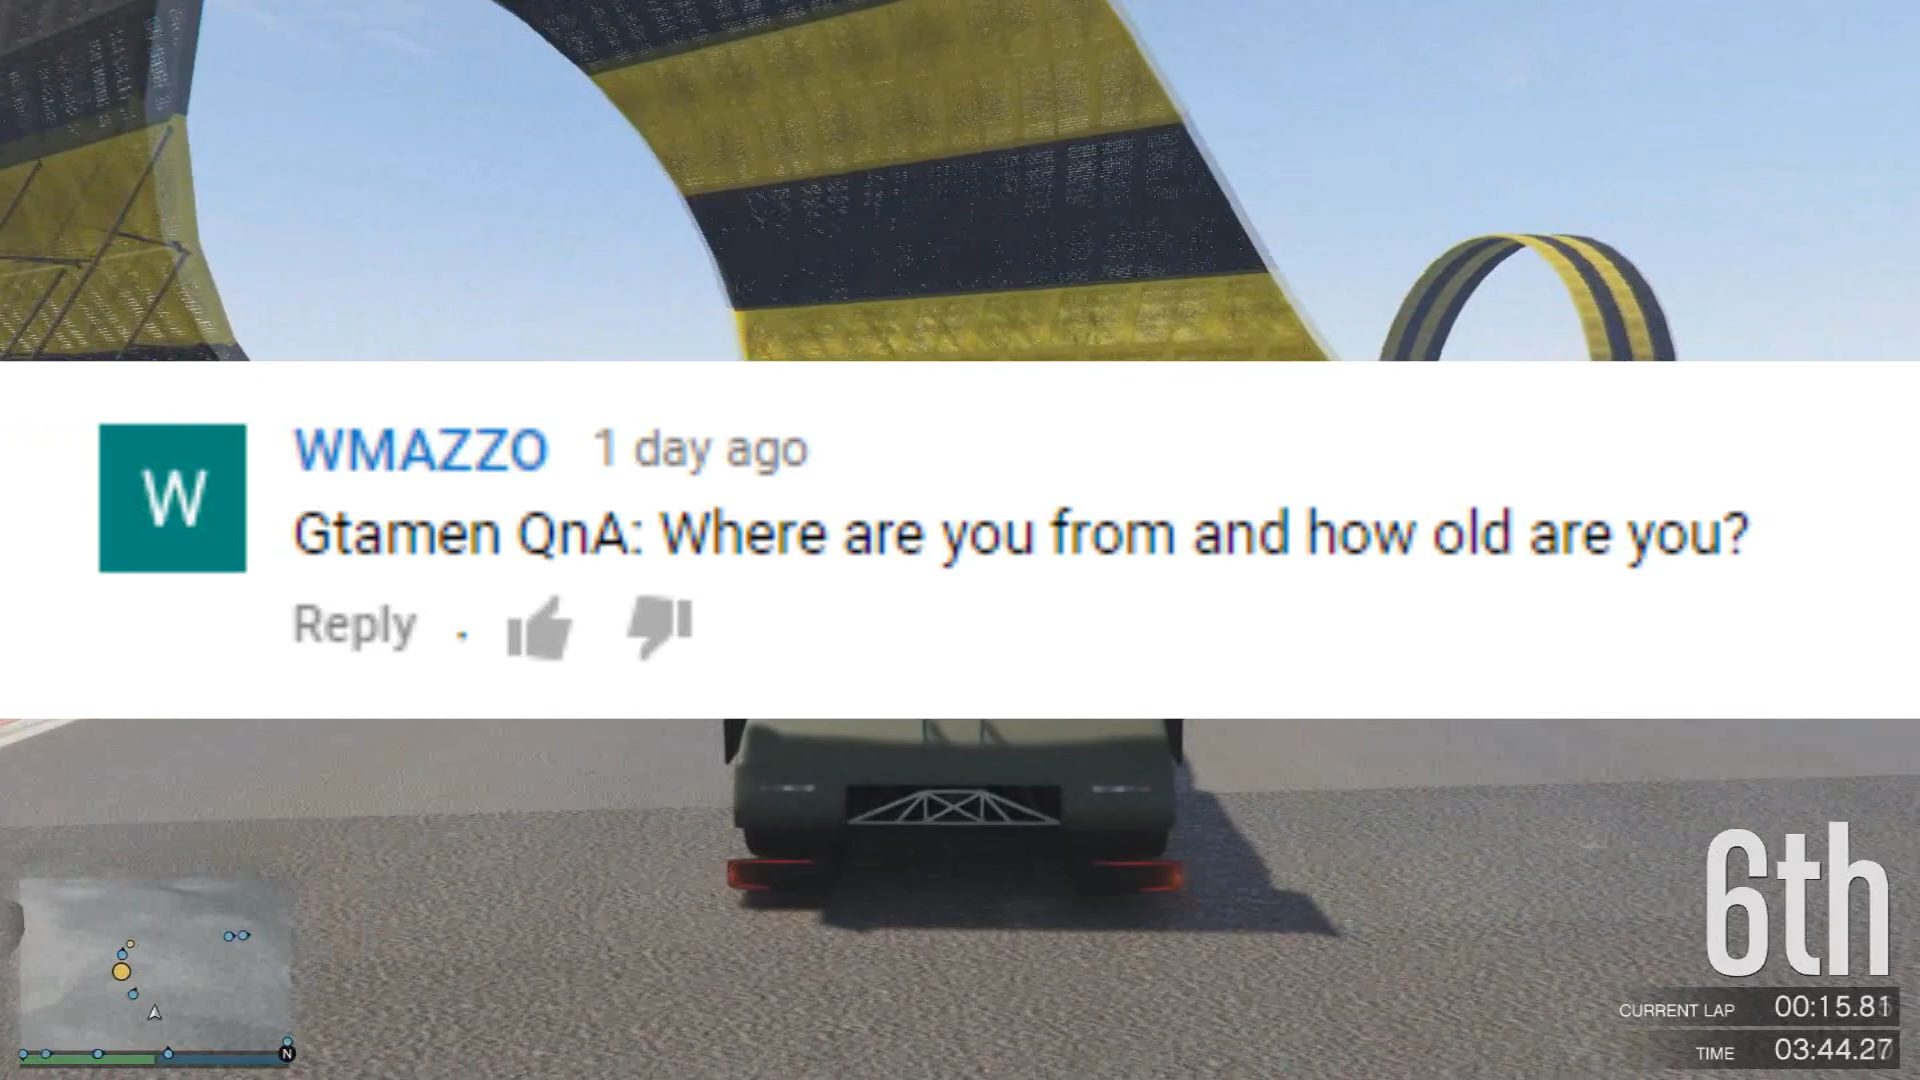 W
WMAZZO 1 day ago
Gtamen QnA: Where are you from and how old are you?
Reply
6th
CURRENT LAP 00:15.81
TIME 03:44.27
N